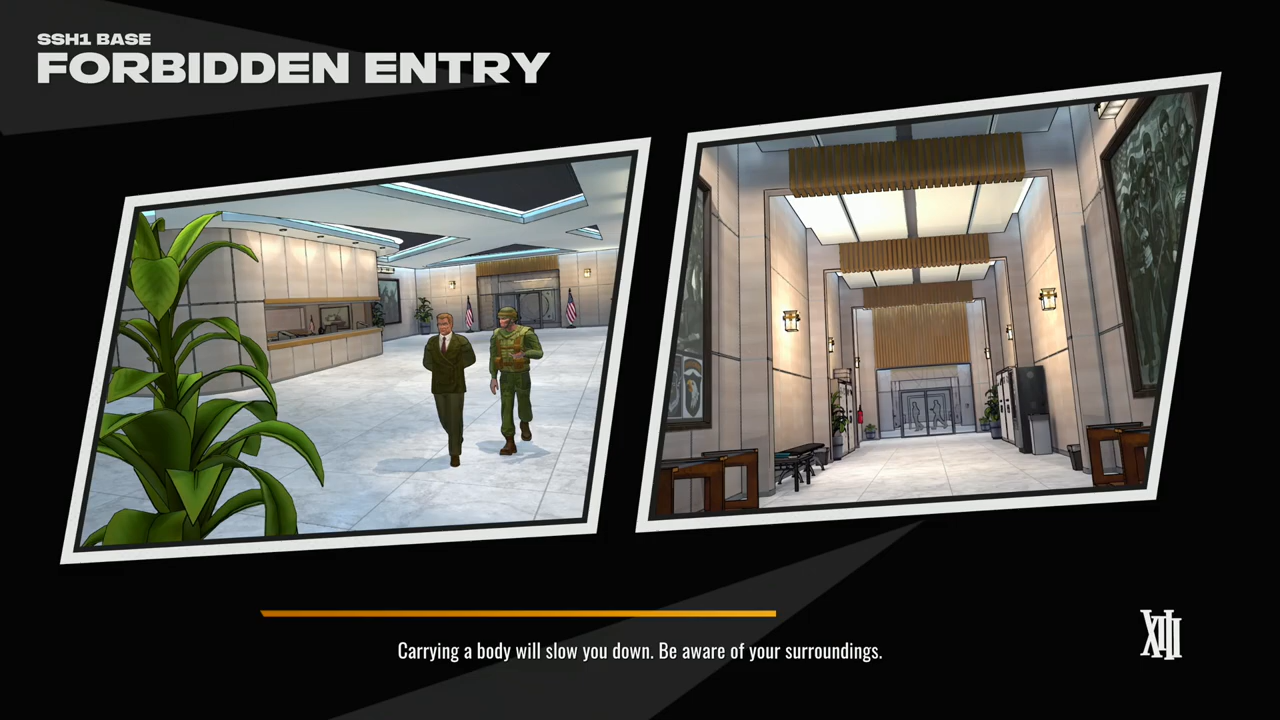 SSH1 BASE
FORBIDDEN ENTRY
Carrying a body will slow you down. Be aware of your surroundings.
XIII